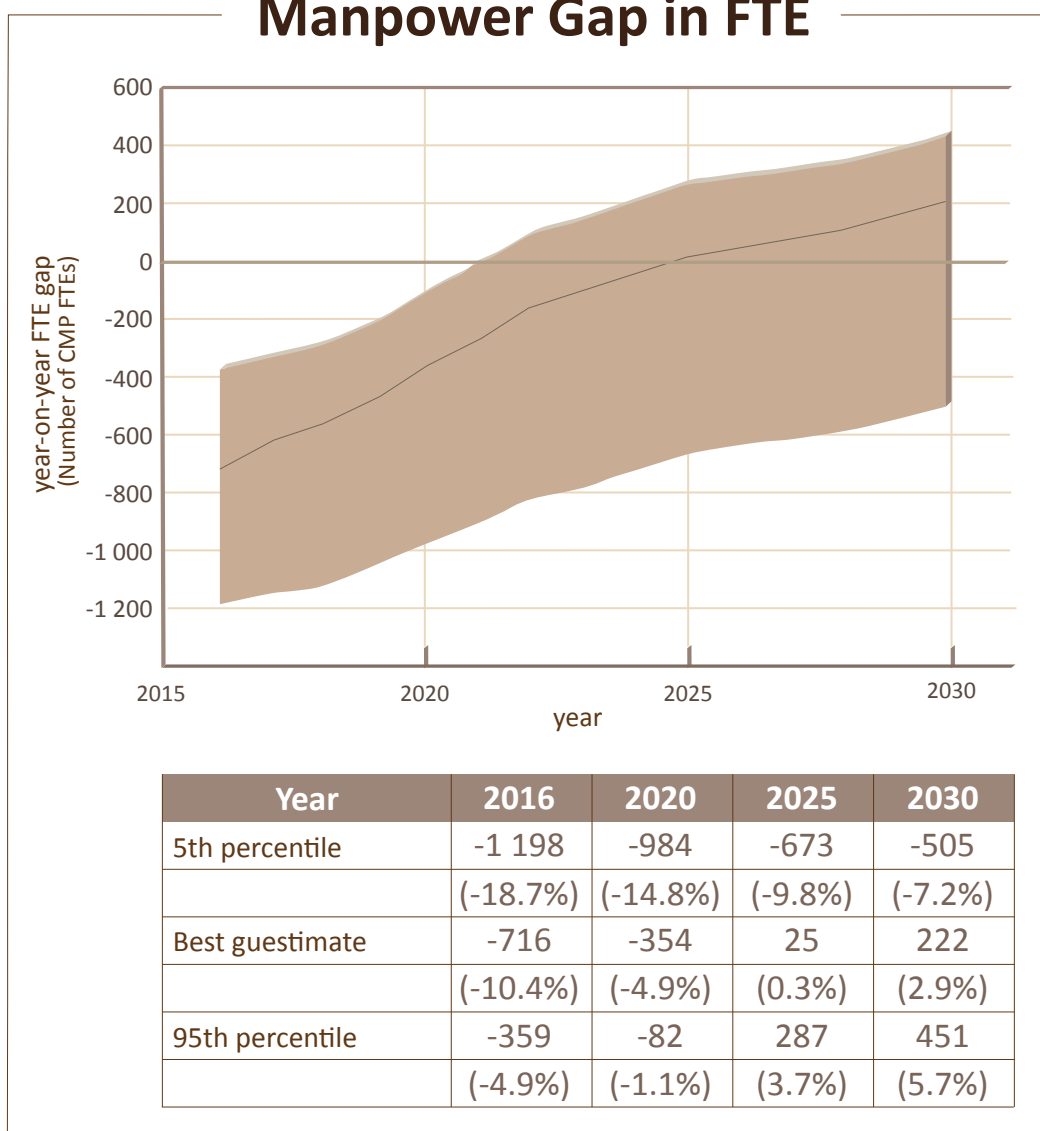 Manpower Gap in FTE
600
400
200
0
-200
-400
-600
-800
-1 000
-1 200
year-on-year FTE gap
(Number of CMP FTEs)
2015 2020 2025 2030
year
Year 2016 2020 2025 2030
5th percentile -1 198 -984 -673 -505
(-18.7%) (-14.8%) (-9.8%) (-7.2%)
Best guestimate -716 -354 25 222
(-10.4%) (-4.9%) (0.3%) (2.9%)
95th percentile -359 -82 287 451
(-4.9%) (-1.1%) (3.7%) (5.7%)